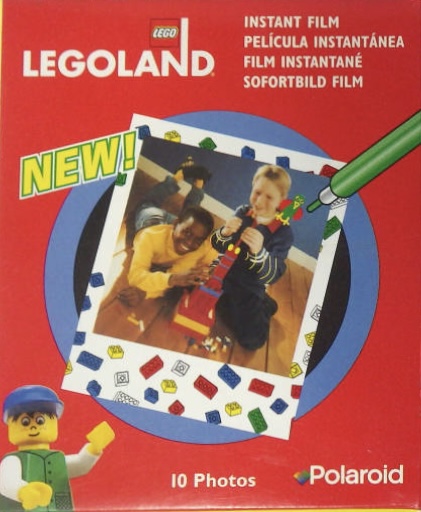 LEGO
LEGOLAND
INSTANT FILM
PELÍCULA INSTANTÁNEA
FILM INSTANTANÉ
SOFORTBILD FILM
NEW!
10 Photos
Polaroid